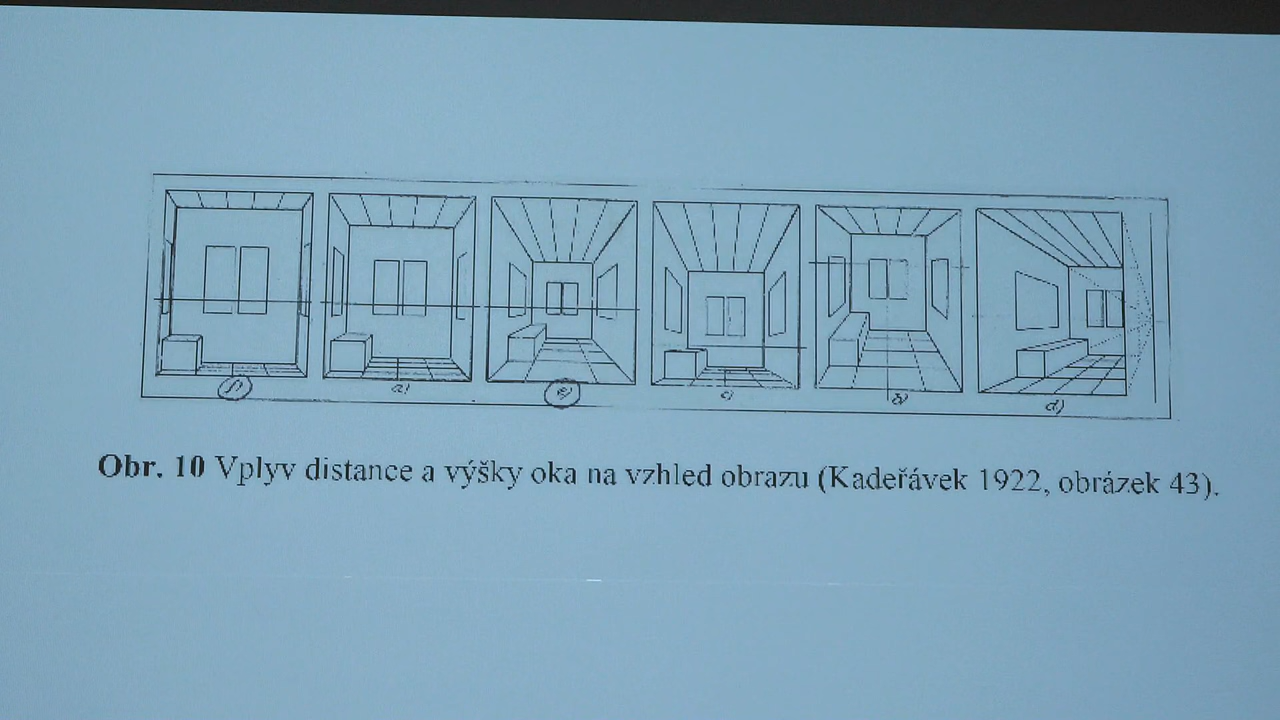 a)
c)
b)
d)
Obr. 10 Vplyv distance a výšky oka na vzhled obrazu (Kadeřávek 1922, obrázek 43).